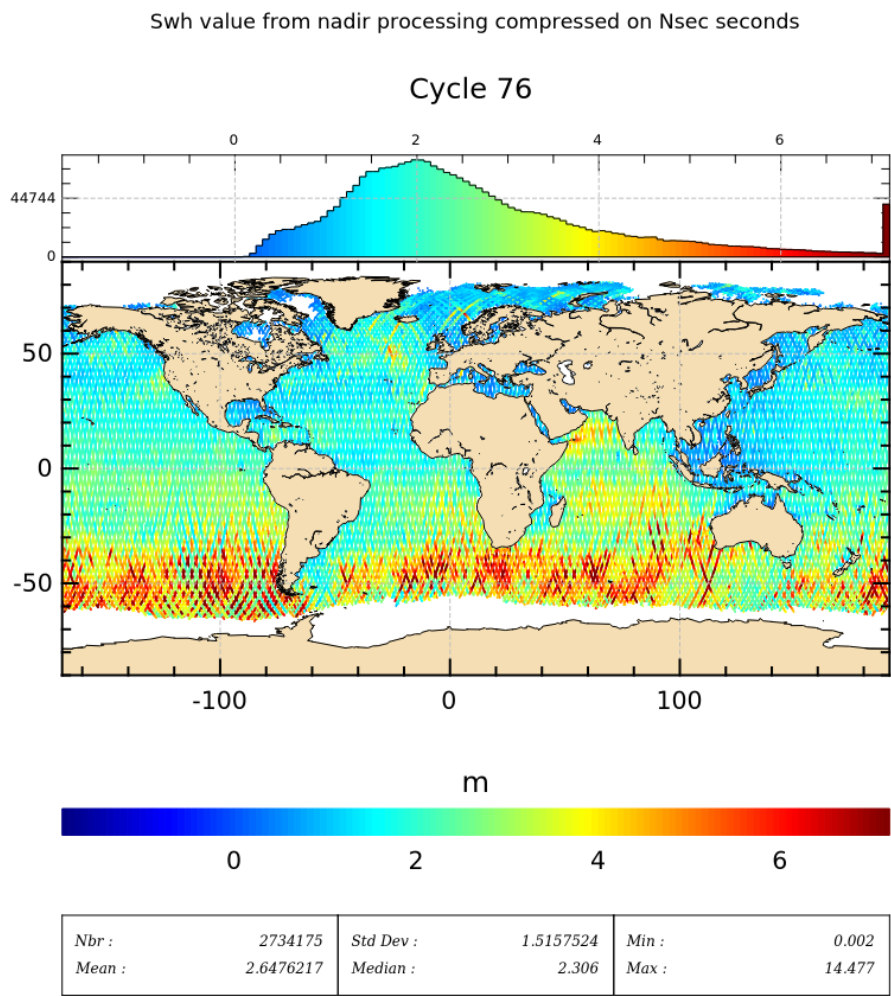 Swh value from nadir processing compressed on Nsec seconds
Cycle 76
0 2 4 6
44744
0
50
0
-50
-100 0 100
m
0 2 4 6
Nbr : 2734175 Std Dev : 1.5157524 Min : 0.002
Mean : 2.6476217 Median : 2.306 Max : 14.477